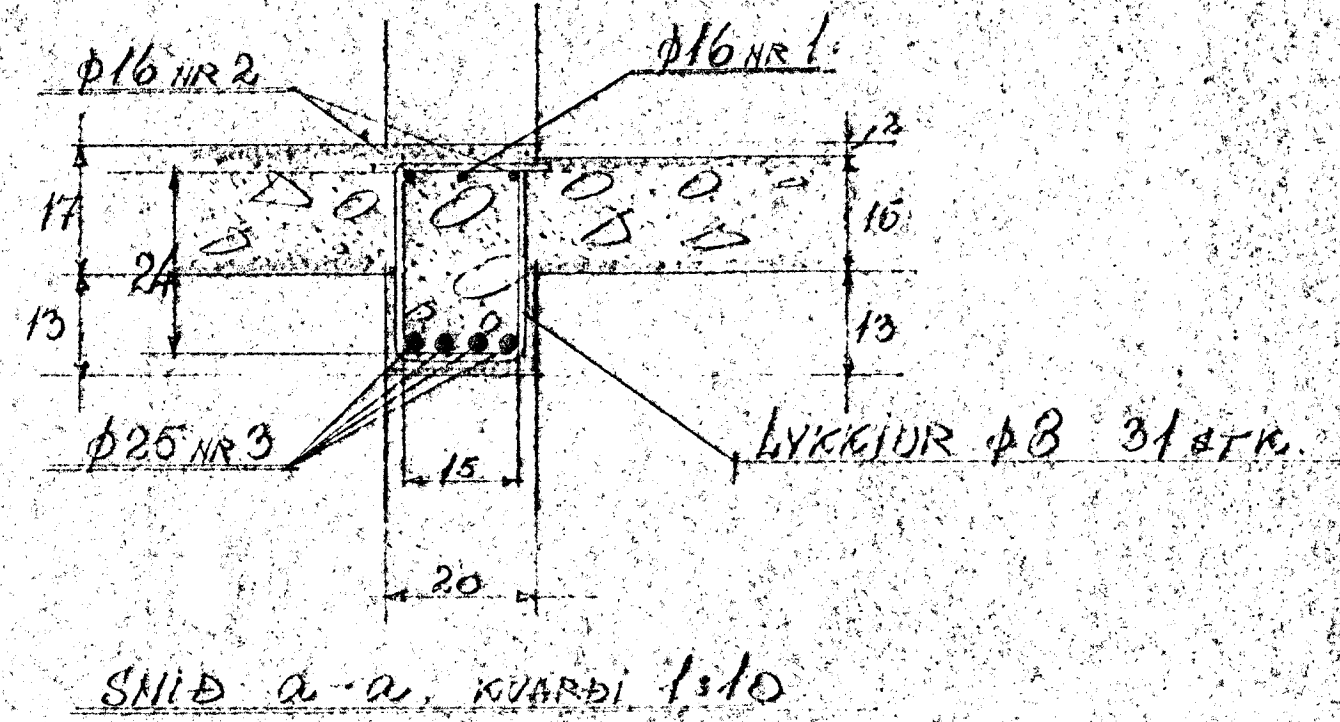 ϕ16 NR 2
ϕ16 NR 1.
2
17
15
24
13
13
ϕ25 NR 3
LYKKJUR ϕ8 31 STK.
15
20
SNIÐ a-a, KVARÐI 1:10